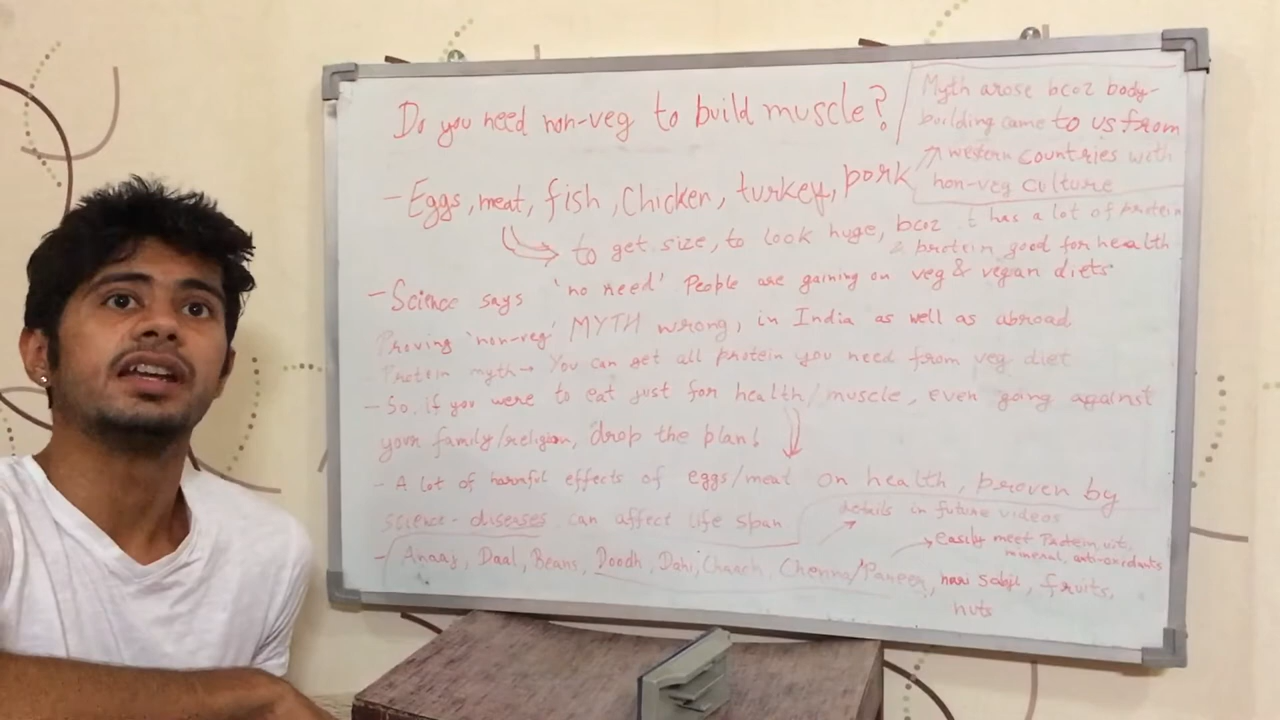 Do you need non-veg to build muscle?
Myth arose bcoz body-
building came to us from
western countries with
non-veg culture
- Eggs, meat, fish, Chicken, turkey, pork
to get size, to look huge, bcoz it has a lot of protein
& protein good for health
- Science says 'no need' People are gaining on veg & vegan diets.
Proving 'non-veg' MYTH wrong, in India as well as abroad
Protein myth → You can get all protein you need from veg diet
- So, if you were to eat just for health/muscle, even going against
your family/religion, drop the plan!
- A lot of harmful effects of eggs/meat on health, proven by
science - diseases can affect life span
details in future videos
easily meet Protein, vit,
mineral, anti-oxidants
- Anaaj, Daal, Beans, Doodh, Dahi, Chaach, Chenna/Paneer, hari Sabji, fruits,
nuts